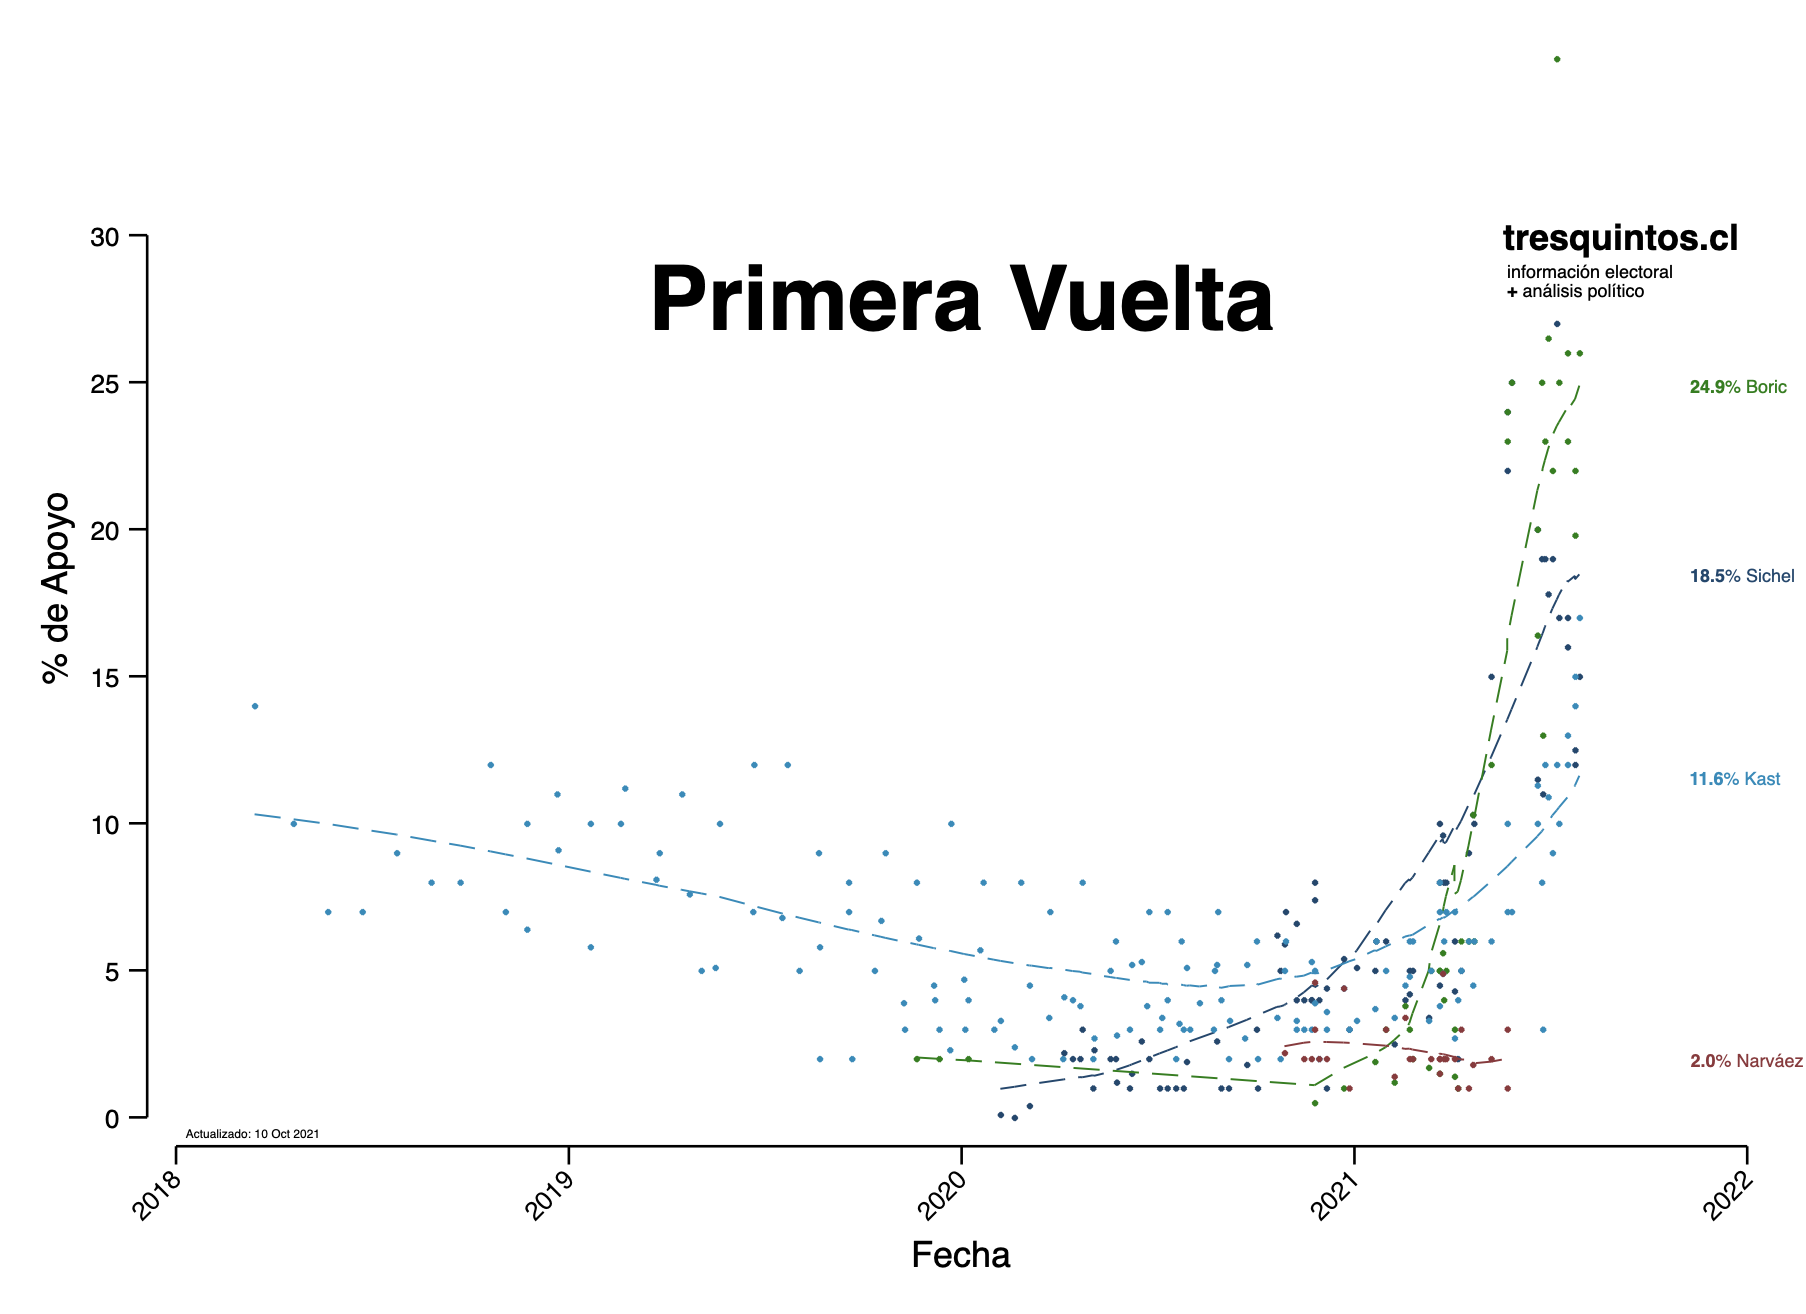 Primera Vuelta
tresquintos.cl
información electoral
+ análisis político
% de Apoyo
30
25
20
15
10
5
0
24.9% Boric
18.5% Sichel
11.6% Kast
2.0% Narváez
Actualizado: 10 Oct 2021
2018
2019
2020
2021
2022
Fecha